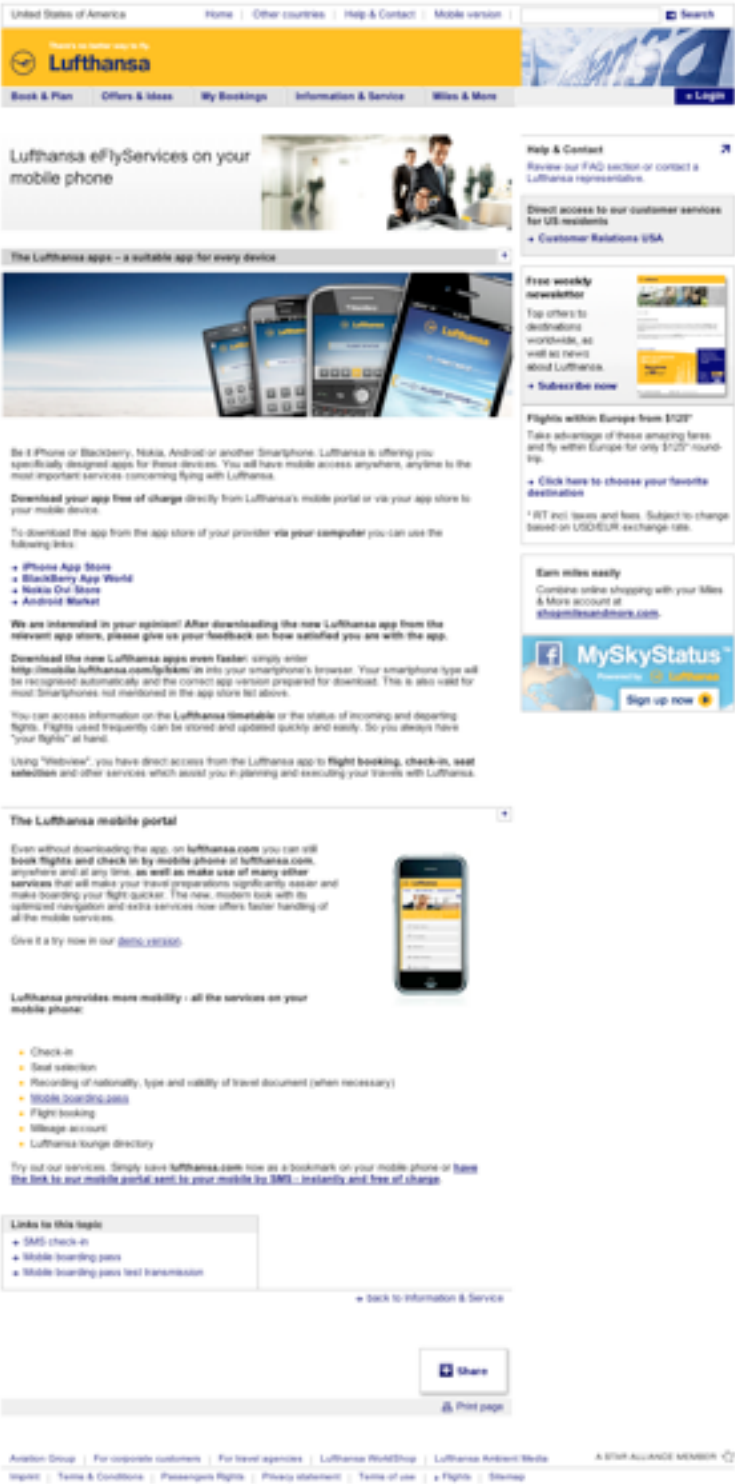 United States of America
Home | Other countries | Help & Contact | Mobile version |
Search
There's no better way to fly
Lufthansa
Book & Plan Offers & Ideas My Bookings Information & Service Miles & More
Login
Lufthansa eFlyServices on your
mobile phone
The Lufthansa apps – a suitable app for every device
Lufthansa
Be it iPhone or Blackberry, Nokia, Android or another Smartphone: Lufthansa is offering you
specifically designed apps for these devices. You will have mobile access anywhere, anytime to the
most important services concerning flying with Lufthansa.
Download your app free of charge directly from Lufthansa's mobile portal or via your app store to
your mobile device.
To download the app from the app store of your provider via your computer you can use the
following links:
iPhone App Store
BlackBerry App World
Nokia Ovi Store
Android Market
We are interested in your opinion! After downloading the new Lufthansa app from the
relevant app store, please give us your feedback on how satisfied you are with the app.
Download the new Lufthansa apps even faster: simply enter
into your smartphone's browser. Your smartphone type will
be recognised automatically and the correct app version prepared for download. This is also valid for
most Smartphones not mentioned in the app store list above.
You can access information on the Lufthansa timetable or the status of incoming and departing
flights. Flights used frequently can be stored and updated quickly and easily. So you always have
"your flights" at hand.
Using "Webview", you have direct access from the Lufthansa app to flight booking, check-in, seat
selection and other services which assist you in planning and executing your travels with Lufthansa.
The Lufthansa mobile portal
Even without downloading the app, on lufthansa.com you can still
book flights and check in by mobile phone at lufthansa.com,
anywhere and at any time, as well as make use of many other
services that will make your travel preparations significantly easier and
make boarding your flight quicker. The new, modern look with its
optimized navigation and extra services now offers faster handling of
all the mobile services.
Give it a try now in our demo version.
Lufthansa provides more mobility - all the services on your
mobile phone:
Check-in
Seat selection
Recording of nationality, type and validity of travel document (when necessary)
Mobile boarding pass
Flight booking
Mileage account
Lufthansa lounge directory
Try out our services. Simply save lufthansa.com now as a bookmark on your mobile phone or have
the link to our mobile portal sent to your mobile by SMS - instantly and free of charge.
Links to this topic
SMS check-in
Mobile boarding pass
Mobile boarding pass test transmission
back to Information & Service
Share
Print page
Help & Contact
Review our FAQ section or contact a
Lufthansa representative.
Direct access to our customer services
for US residents
Customer Relations USA
Free weekly
newsletter
Top offers to
destinations
worldwide, as
well as news
about Lufthansa.
Subscribe now
Flights within Europe from $125*
Take advantage of these amazing fares
and fly within Europe for only $125* round-
trip.
Click here to choose your favorite
destination
* RT incl. taxes and fees. Subject to change
based on USD/EUR exchange rate.
Earn miles easily
Combine online shopping with your Miles
& More account at
shopmilesandmore.com.
MySkyStatus™
Powered by Lufthansa
Sign up now
Aviation Group | For corporate customers | For travel agencies | Lufthansa WorldShop | Lufthansa Ambient Media
A STAR ALLIANCE MEMBER
Imprint | Terms & Conditions | Passengers Rights | Privacy statement | Terms of use | Flights | Sitemap